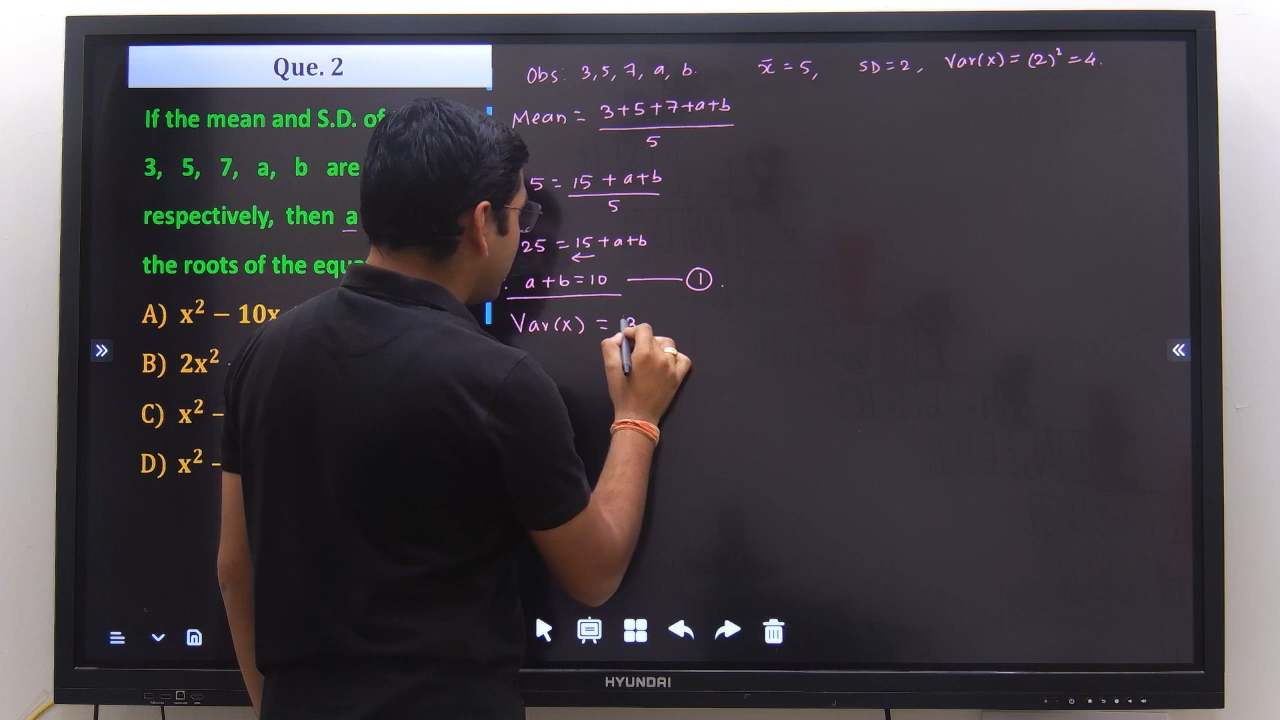 Que. 2
If the mean and S.D. of
3, 5, 7, a, b are
respectively, then a
the roots of the equa
A) x² − 10x
B) 2x²
C) x² −
D) x² −
Obs: 3,5,7, a, b. x̄ = 5, SD = 2, Var(x) = (2)² = 4.
Mean = 3+5+7+a+b / 5
5 = 15 + a+b / 5
25 = 15 + a+b
a + b = 10 —— ①.
Var(x) = 3
HYUNDAI